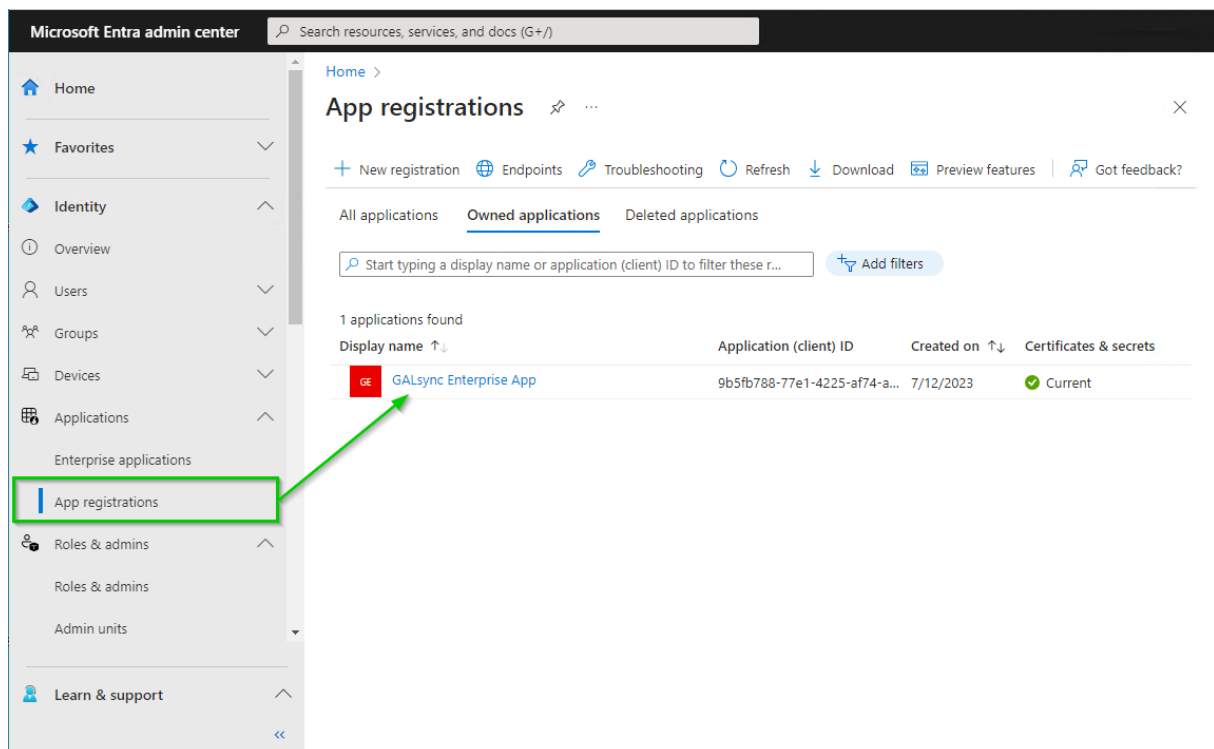 Microsoft Entra admin center
Search resources, services, and docs (G+/)
Home
Favorites
Identity
Overview
Users
Groups
Devices
Applications
Enterprise applications
App registrations
Roles & admins
Roles & admins
Admin units
Learn & support
Home >
App registrations
New registration Endpoints Troubleshooting Refresh Download Preview features Got feedback?
All applications Owned applications Deleted applications
Start typing a display name or application (client) ID to filter these r... Add filters
1 applications found
Display name Application (client) ID Created on Certificates & secrets
GE GALsync Enterprise App 9b5fb788-77e1-4225-af74-a... 7/12/2023 Current